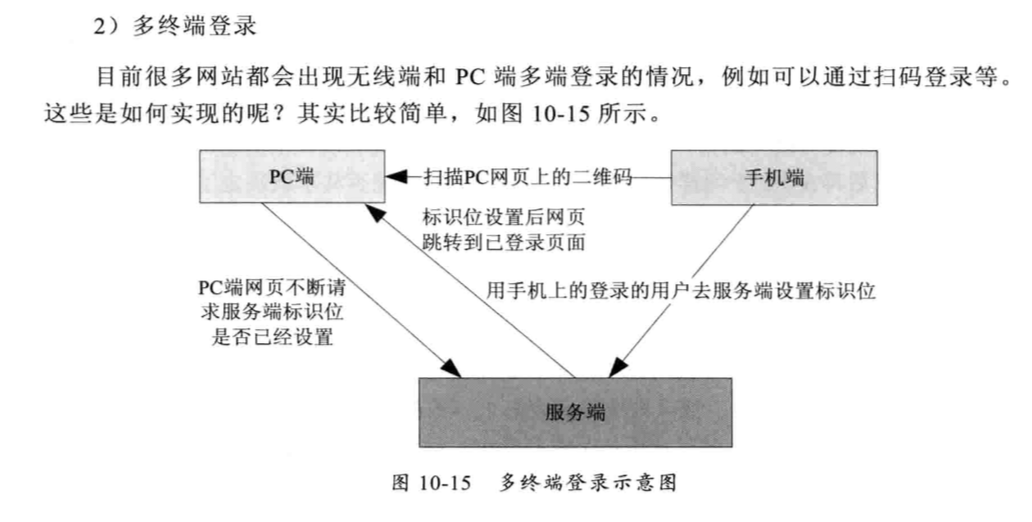 2）多终端登录
目前很多网站都会出现无线端和 PC 端多端登录的情况，例如可以通过扫码登录等。
这些是如何实现的呢？其实比较简单，如图 10-15 所示。
PC端
扫描PC网页上的二维码
手机端
标识位设置后网页
跳转到已登录页面
PC端网页不断请
求服务端标识位
是否已经设置
用手机上的登录的用户去服务端设置标识位
服务端
图 10-15 多终端登录示意图